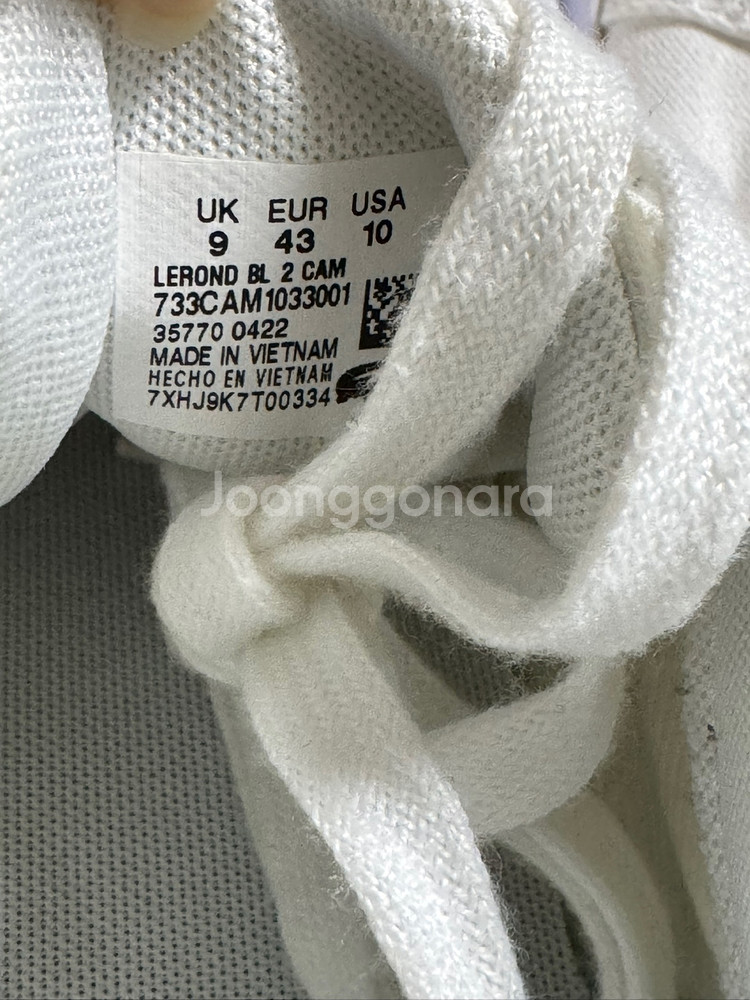 UK EUR USA
9 43 10
LEROND BL 2 CAM
733CAM1033001
35770 0422
MADE IN VIETNAM
HECHO EN VIETNAM
7XHJ9K7T00334
Joonggonara